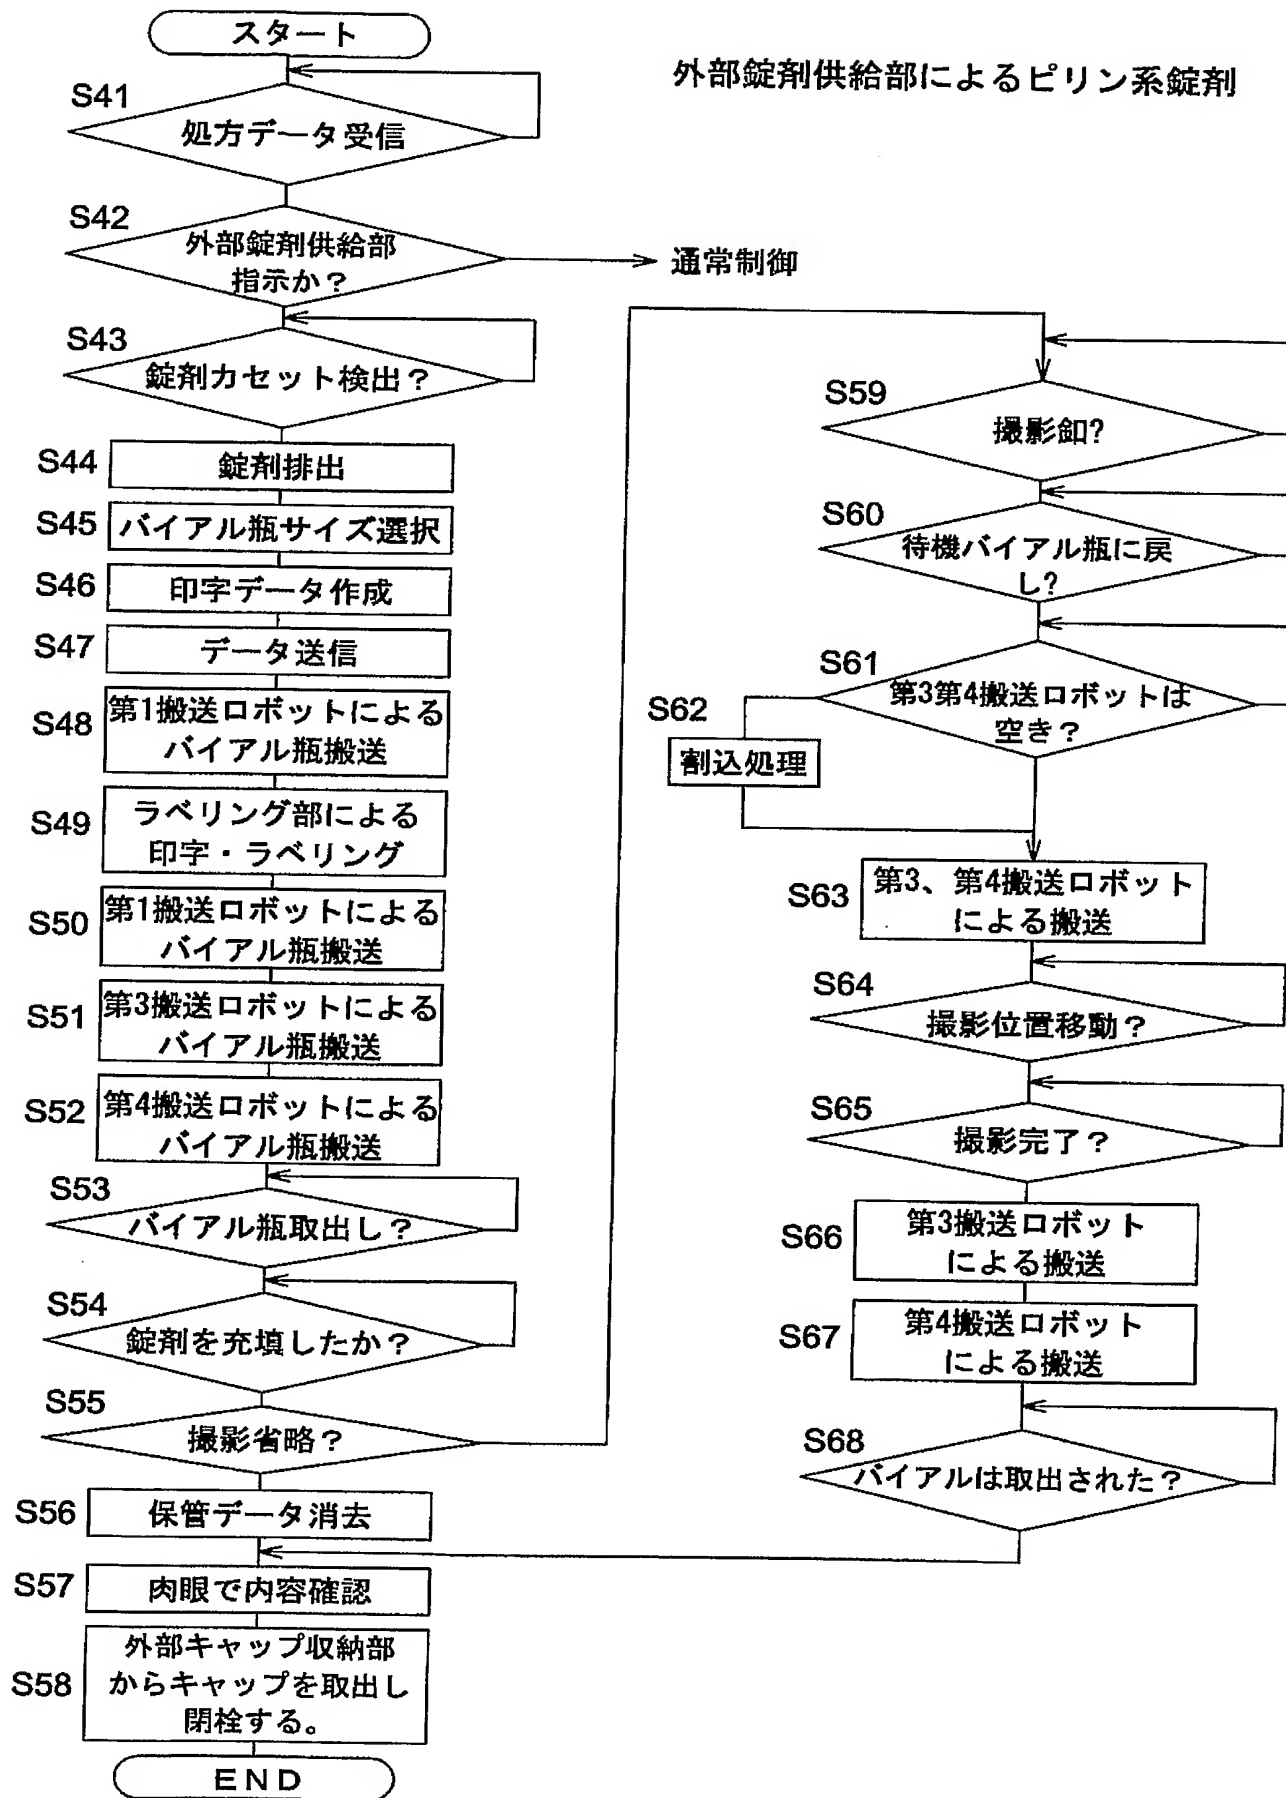 スタート
外部錠剤供給部によるピリン系錠剤
S41
処方データ受信
S42
外部錠剤供給部
指示か？
通常制御
S43
錠剤カセット検出？
S44
錠剤排出
S45
バイアル瓶サイズ選択
S46
印字データ作成
S47
データ送信
S48
第1搬送ロボットによる
バイアル瓶搬送
S49
ラベリング部による
印字・ラベリング
S50
第1搬送ロボットによる
バイアル瓶搬送
S51
第3搬送ロボットによる
バイアル瓶搬送
S52
第4搬送ロボットによる
バイアル瓶搬送
S53
バイアル瓶取出し？
S54
錠剤を充填したか？
S55
撮影省略？
S56
保管データ消去
S57
肉眼で内容確認
S58
外部キャップ収納部
からキャップを取出し
閉栓する。
END
S59
撮影釦?
S60
待機バイアル瓶に戻
し?
S61
第3第4搬送ロボットは
空き？
S62
割込処理
S63
第3、第4搬送ロボット
による搬送
S64
撮影位置移動？
S65
撮影完了？
S66
第3搬送ロボット
による搬送
S67
第4搬送ロボット
による搬送
S68
バイアルは取出された？